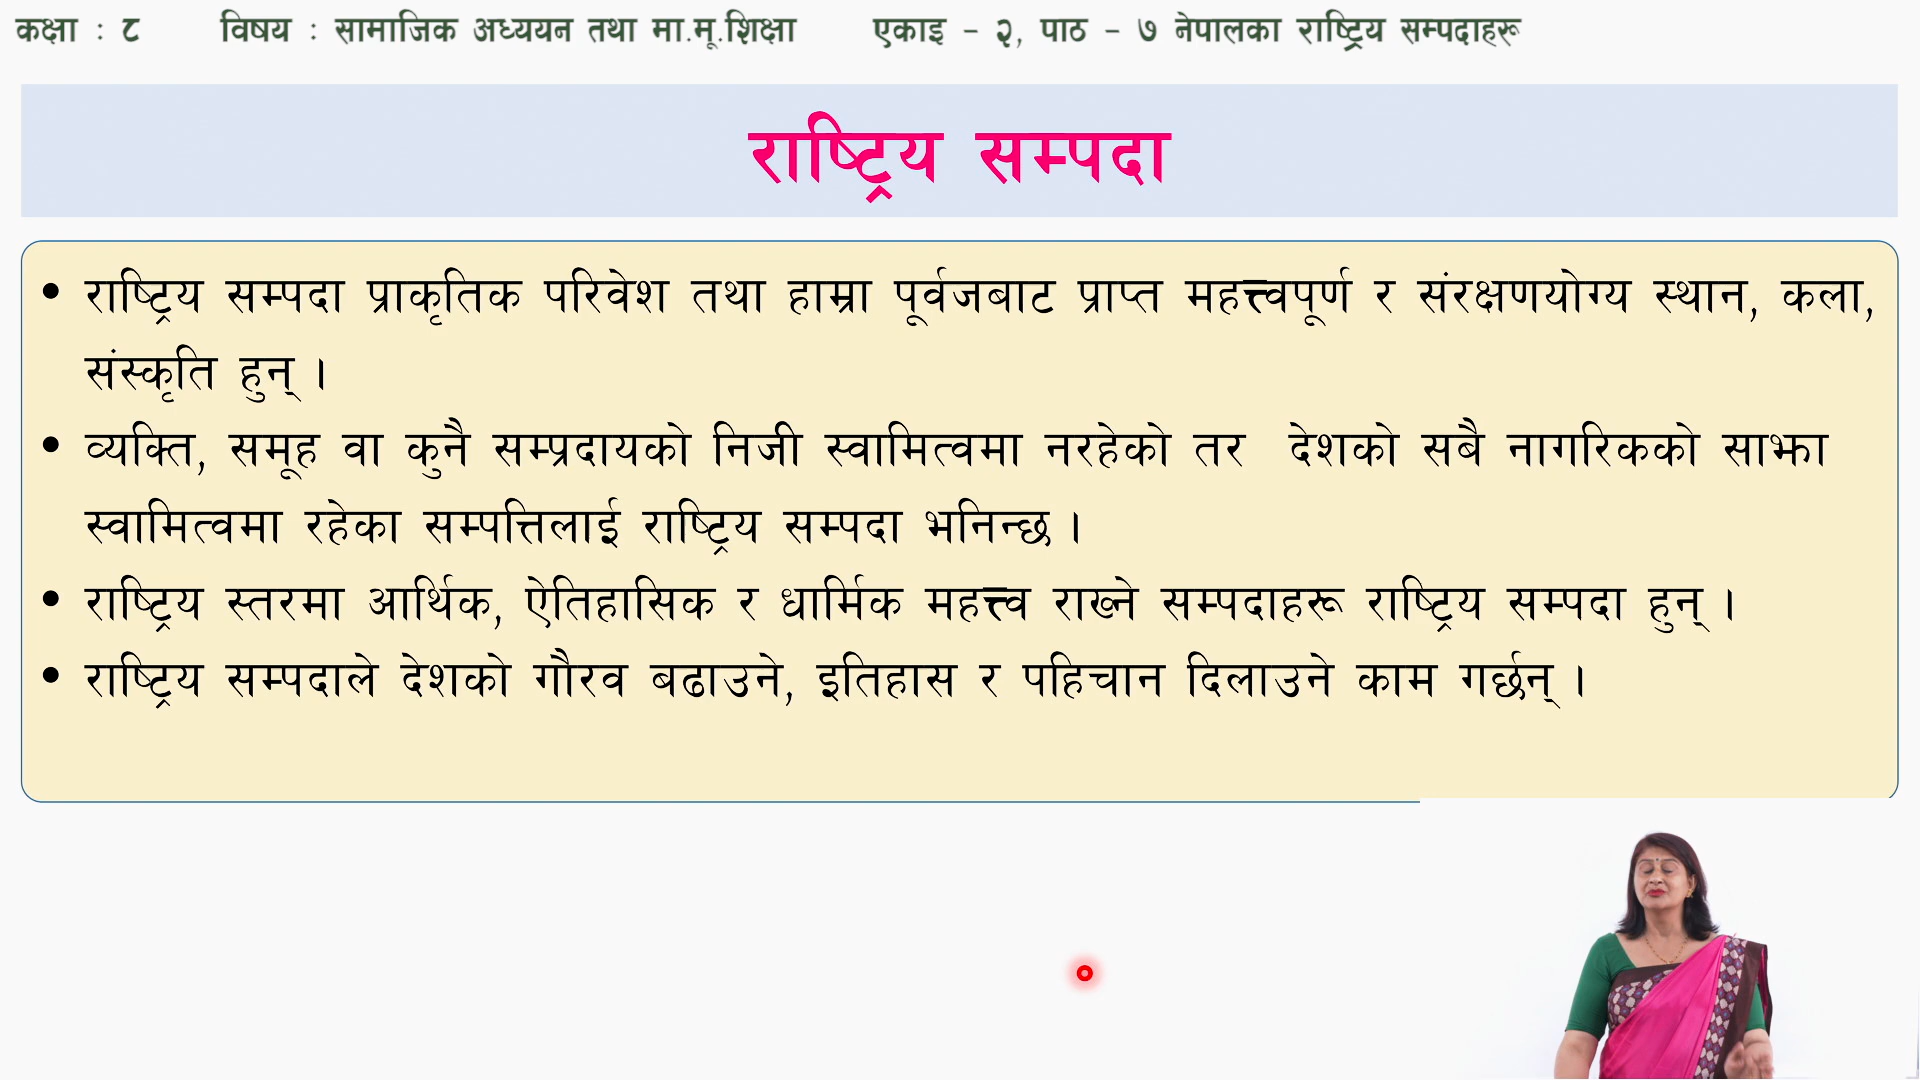 कक्षा : ८ विषय : सामाजिक अध्ययन तथा मा.मू.शिक्षा एकाइ - २, पाठ - ७ नेपालका राष्ट्रिय सम्पदाहरू
राष्ट्रिय सम्पदा
• राष्ट्रिय सम्पदा प्राकृतिक परिवेश तथा हाम्रा पूर्वजबाट प्राप्त महत्त्वपूर्ण र संरक्षणयोग्य स्थान, कला,
संस्कृति हुन् ।
• व्यक्ति, समूह वा कुनै सम्प्रदायको निजी स्वामित्वमा नरहेको तर देशको सबै नागरिकको साझा
स्वामित्वमा रहेका सम्पत्तिलाई राष्ट्रिय सम्पदा भनिन्छ ।
• राष्ट्रिय स्तरमा आर्थिक, ऐतिहासिक र धार्मिक महत्त्व राख्ने सम्पदाहरू राष्ट्रिय सम्पदा हुन् ।
• राष्ट्रिय सम्पदाले देशको गौरव बढाउने, इतिहास र पहिचान दिलाउने काम गर्छन् ।